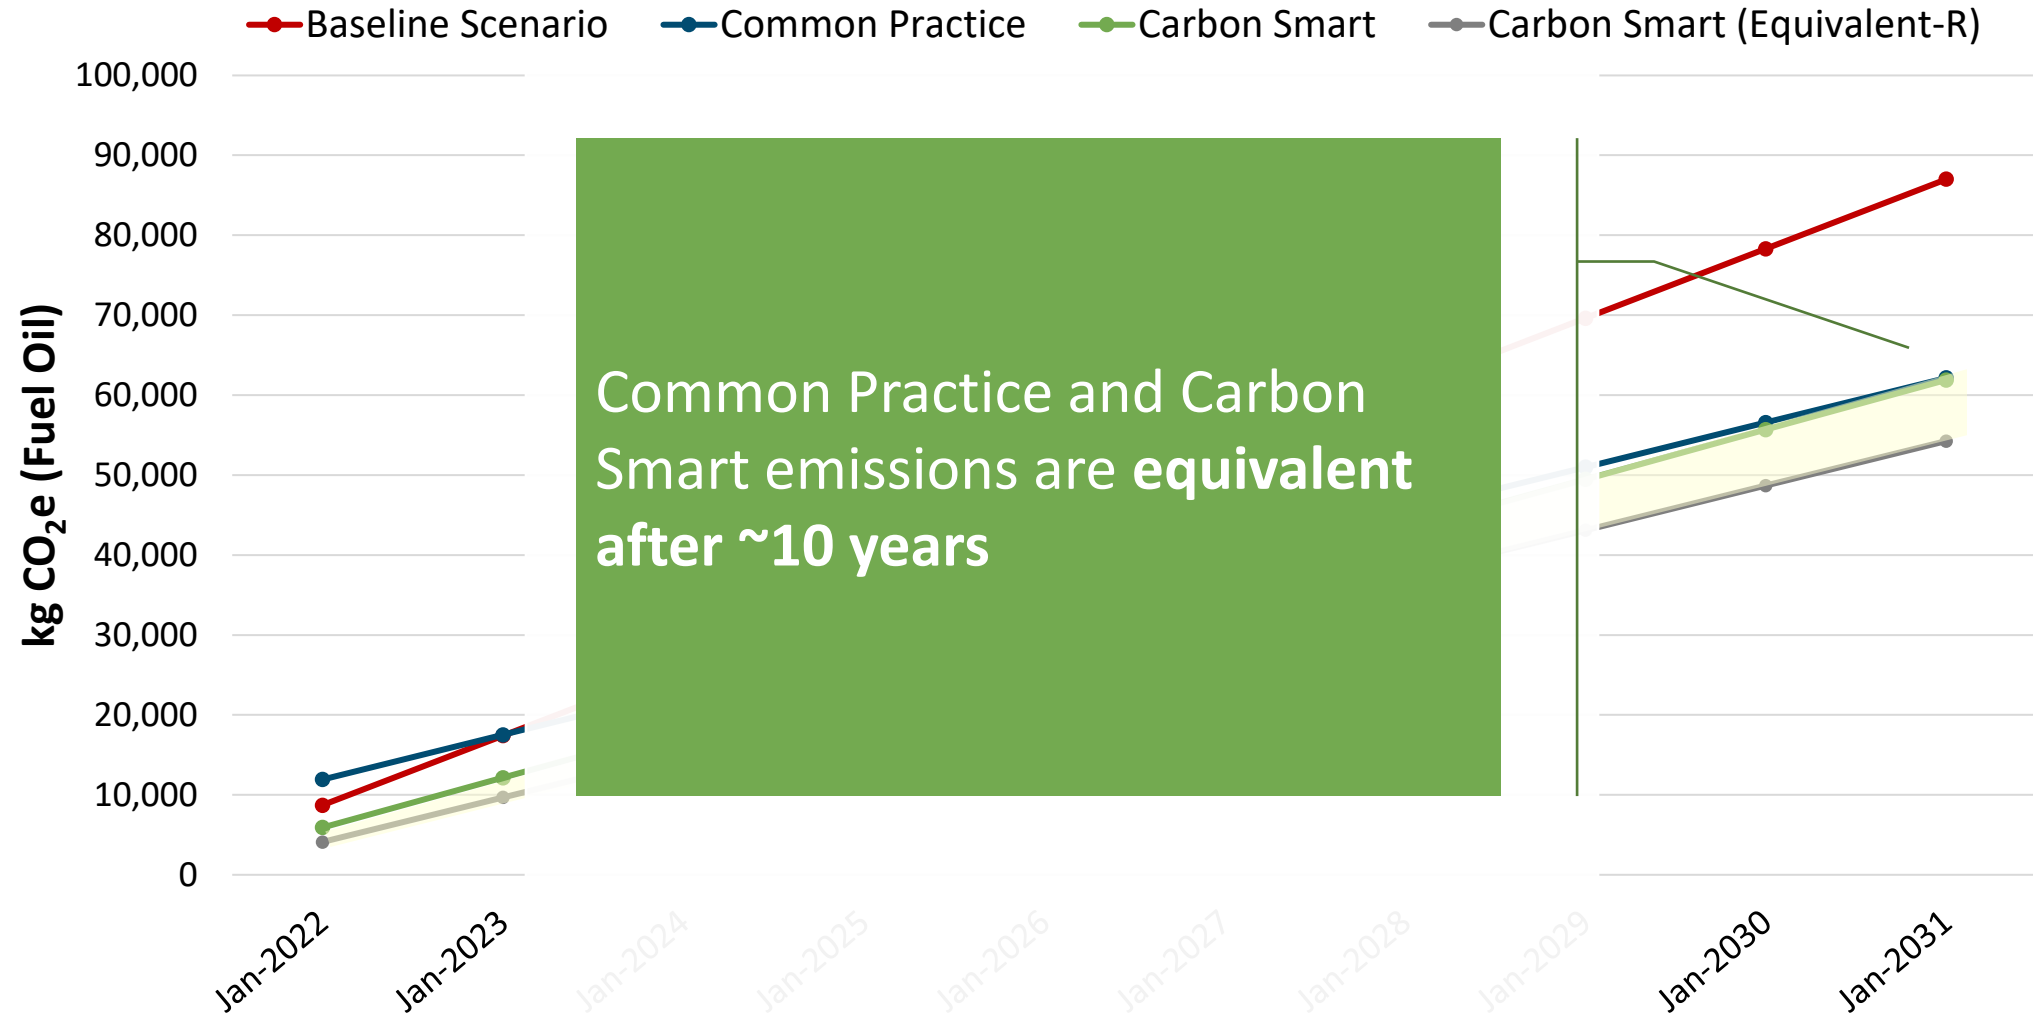 Baseline Scenario Common Practice Carbon Smart Carbon Smart (Equivalent-R)
100,000
90,000
80,000
70,000
60,000
50,000
40,000
30,000
20,000
10,000
0
kg CO₂e (Fuel Oil)
Common Practice and Carbon
Smart emissions are equivalent
after ~10 years
Jan-2022
Jan-2023
Jan-2024
Jan-2025
Jan-2026
Jan-2027
Jan-2028
Jan-2029
Jan-2030
Jan-2031